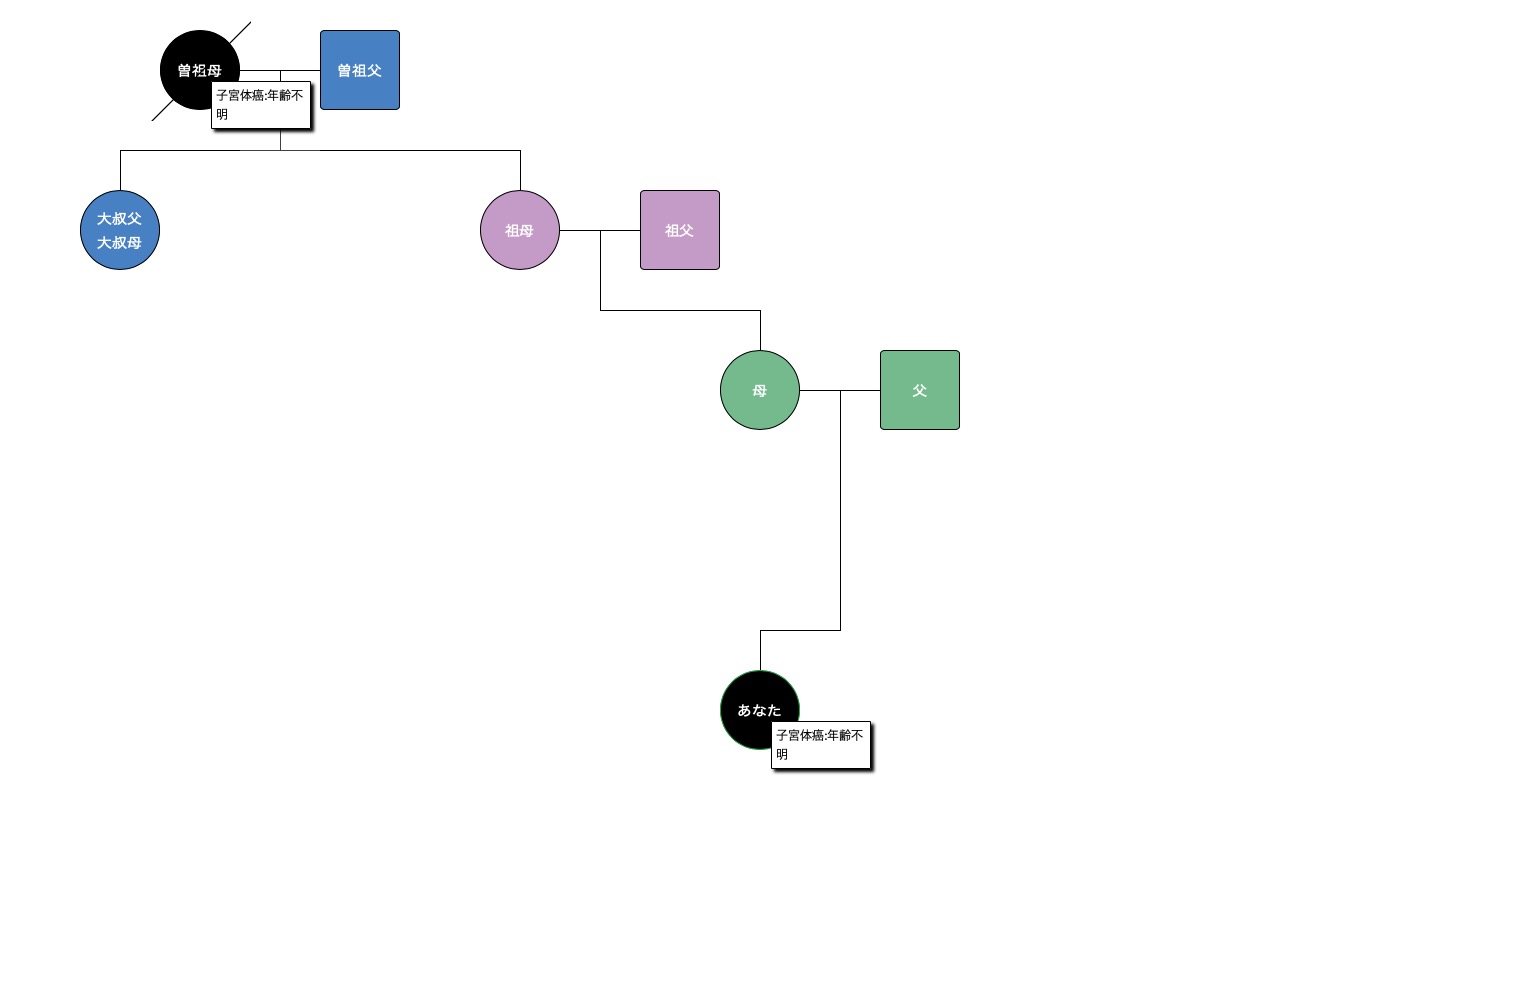 曽祖母
曽祖父
子宮体癌:年齢不
明
大叔父
大叔母
祖母
祖父
母
父
あなた
子宮体癌:年齢不
明